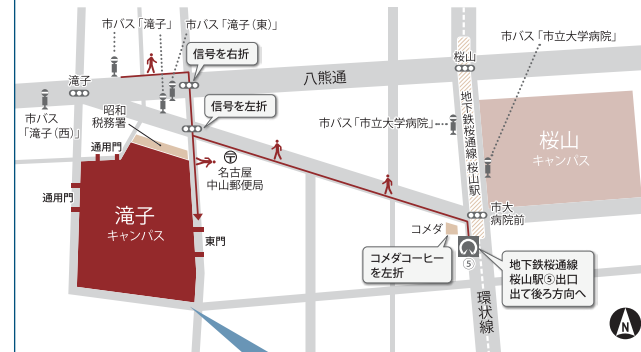 市バス「滝子」
市バス「滝子(東)」
信号を右折
桜山
市バス「市立大学病院」
滝子
八熊通
信号を左折
市バス
「滝子(西)」
昭和
税務署
市バス「市立大学病院」
地下鉄桜通線 桜山駅
桜山
キャンパス
通用門
〒
名古屋
中山郵便局
通用門
滝子
キャンパス
東門
市大
病院前
コメダ
コメダコーヒー
を左折
⑤
地下鉄桜通線
桜山駅⑤出口
出て後ろ方向へ
環状線
N